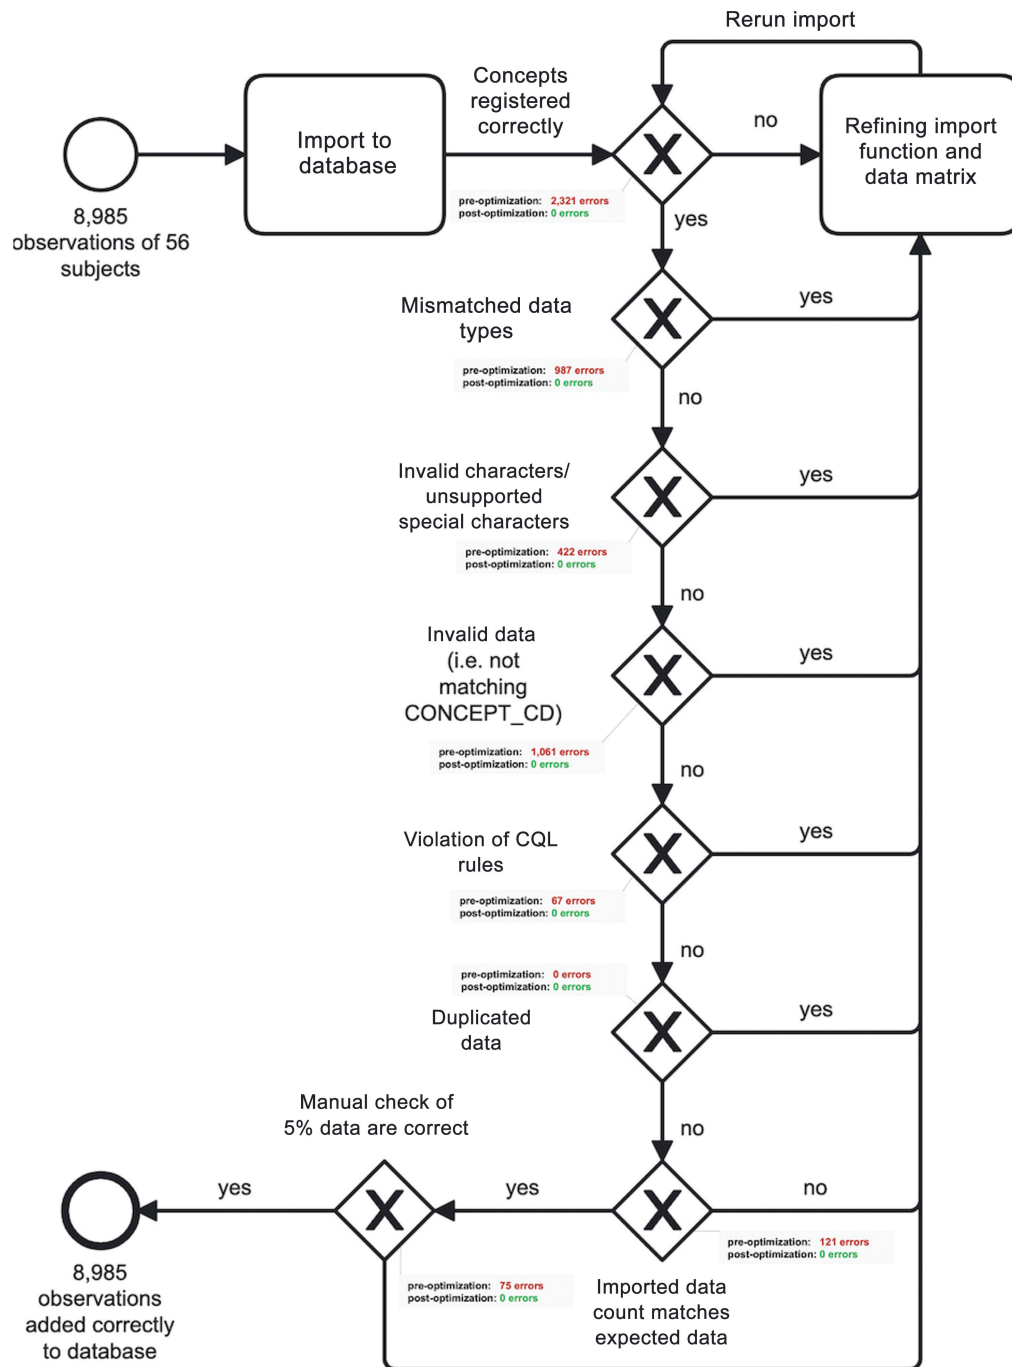 Rerun import
Concepts
registered
correctly
no
Import to
database
Refining import
function and
data matrix
X
pre-optimization: 2,321 errors
post-optimization: 0 errors
8,985
observations of 56
subjects
yes
Mismatched data
types
X
yes
pre-optimization: 987 errors
post-optimization: 0 errors
no
Invalid characters/
unsupported
special characters
X
yes
pre-optimization: 422 errors
post-optimization: 0 errors
no
Invalid data
(i.e. not
matching
CONCEPT_CD)
X
yes
pre-optimization: 1,061 errors
post-optimization: 0 errors
no
Violation of CQL
rules
X
yes
pre-optimization: 67 errors
post-optimization: 0 errors
no
pre-optimization: 0 errors
post-optimization: 0 errors
Duplicated
data
X
yes
no
Manual check of
5% data are correct
yes
X
yes
X
no
pre-optimization: 121 errors
post-optimization: 0 errors
pre-optimization: 75 errors
post-optimization: 0 errors
Imported data
count matches
expected data
8,985
observations
added correctly
to database